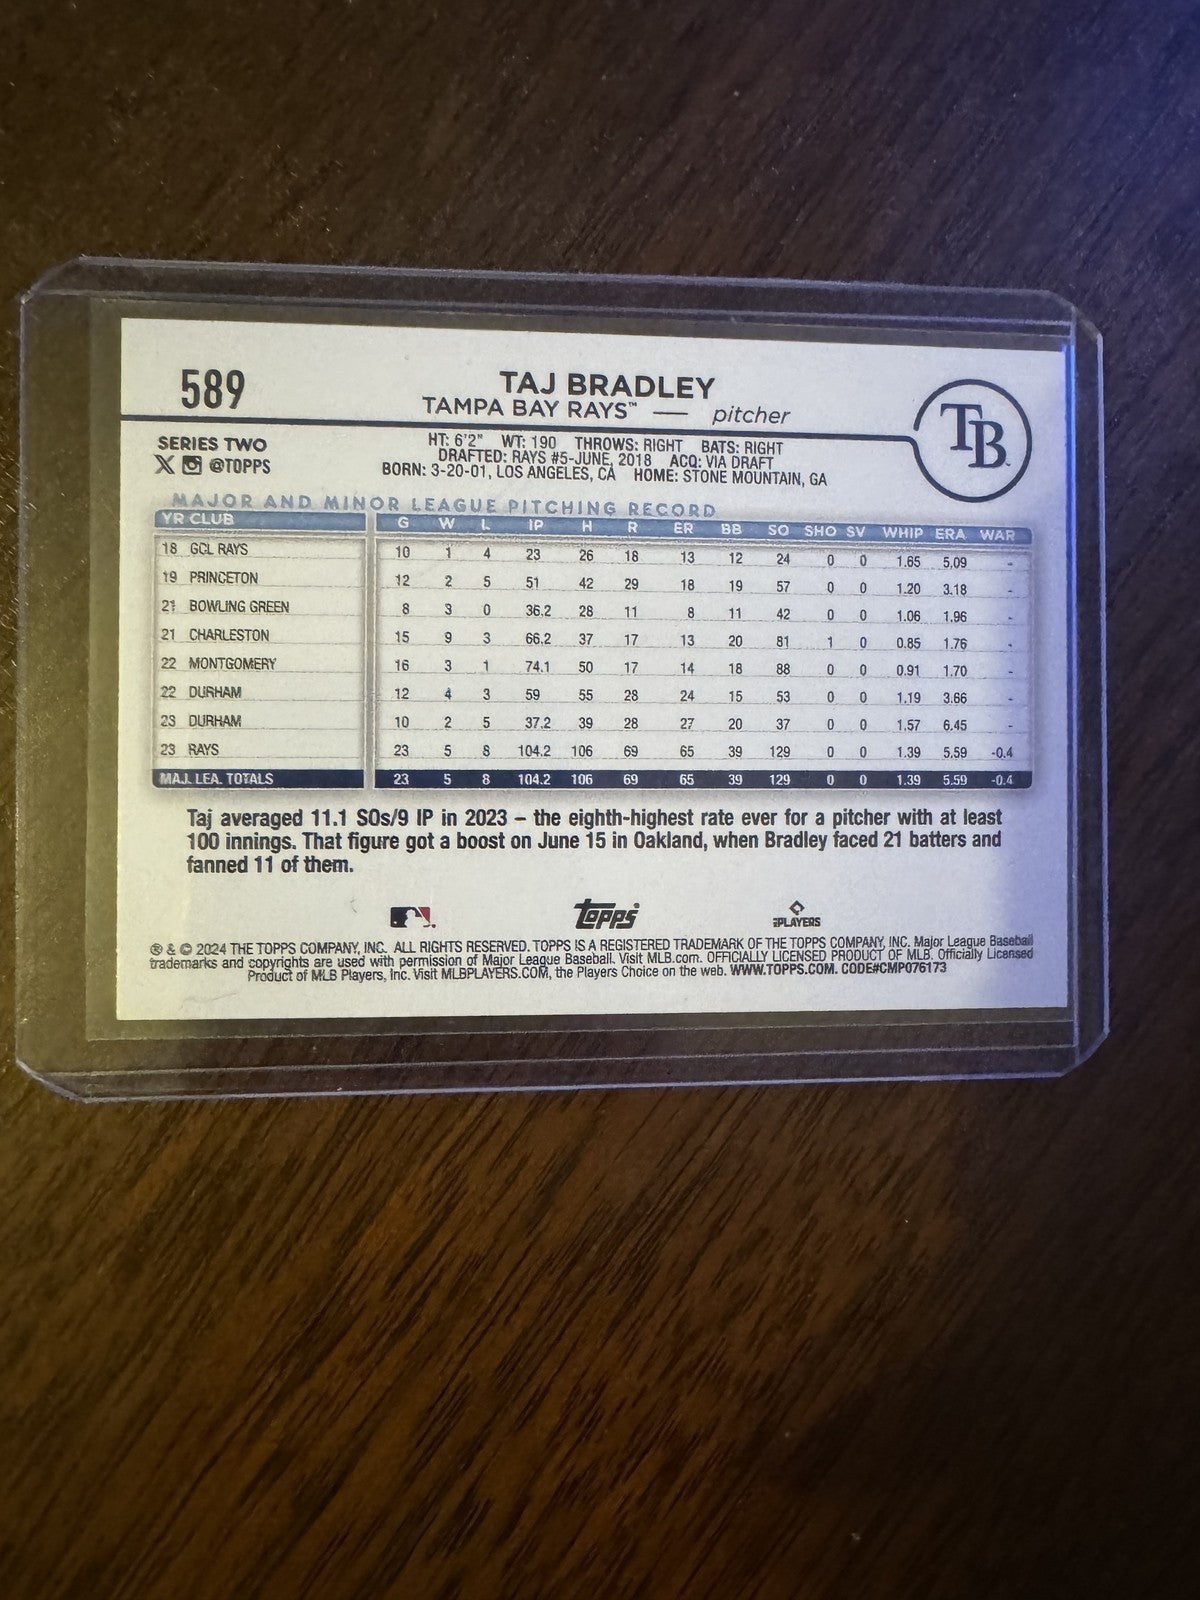 589
TAJ BRADLEY
TAMPA BAY RAYS™ — pitcher
TB
SERIES TWO
X @TOPPS
HT: 6'2" WT: 190 THROWS: RIGHT BATS: RIGHT
DRAFTED: RAYS #5-JUNE, 2018 ACQ: VIA DRAFT
BORN: 3-20-01, LOS ANGELES, CA HOME: STONE MOUNTAIN, GA
MAJOR AND MINOR LEAGUE PITCHING RECORD
YR CLUB G W L IP H R ER BB SO SHO SV WHIP ERA WAR
18 GCL RAYS 10 1 4 23 26 18 13 12 24 0 0 1.65 5.09 -
19 PRINCETON 12 2 5 51 42 29 18 19 57 0 0 1.20 3.18 -
21 BOWLING GREEN 8 3 0 36.2 28 11 8 11 42 0 0 1.06 1.96 -
21 CHARLESTON 15 9 3 66.2 37 17 13 20 81 1 0 0.85 1.76 -
22 MONTGOMERY 16 3 1 74.1 50 17 14 18 88 0 0 0.91 1.70 -
22 DURHAM 12 4 3 59 55 28 24 15 53 0 0 1.19 3.66 -
23 DURHAM 10 2 5 37.2 39 28 27 20 37 0 0 1.57 6.45 -
23 RAYS 23 5 8 104.2 106 69 65 39 129 0 0 1.39 5.59 -0.4
MAJ. LEA. TOTALS 23 5 8 104.2 106 69 65 39 129 0 0 1.39 5.59 -0.4
Taj averaged 11.1 SOs/9 IP in 2023 – the eighth-highest rate ever for a pitcher with at least
100 innings. That figure got a boost on June 15 in Oakland, when Bradley faced 21 batters and
fanned 11 of them.
topps
PLAYERS
® & © 2024 THE TOPPS COMPANY, INC. ALL RIGHTS RESERVED. TOPPS IS A REGISTERED TRADEMARK OF THE TOPPS COMPANY, INC. Major League Baseball
trademarks and copyrights are used with permission of Major League Baseball. Visit MLB.com. OFFICIALLY LICENSED PRODUCT OF MLB. Officially Licensed
Product of MLB Players, Inc. Visit MLBPLAYERS.COM, the Players Choice on the web. WWW.TOPPS.COM. CODE#CMP076173